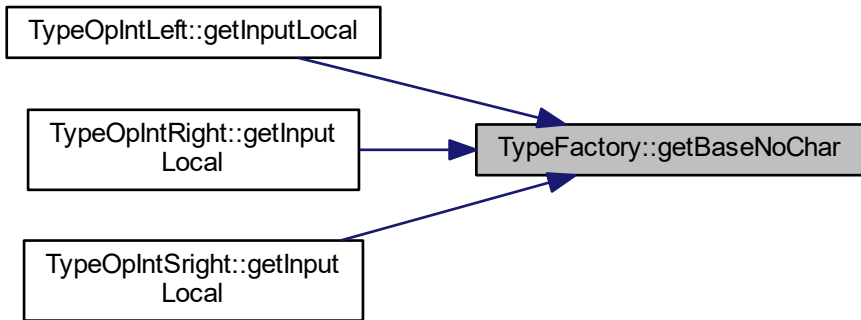 TypeOpIntLeft::getInputLocal
TypeOpIntRight::getInput
Local
TypeFactory::getBaseNoChar
TypeOpIntSright::getInput
Local